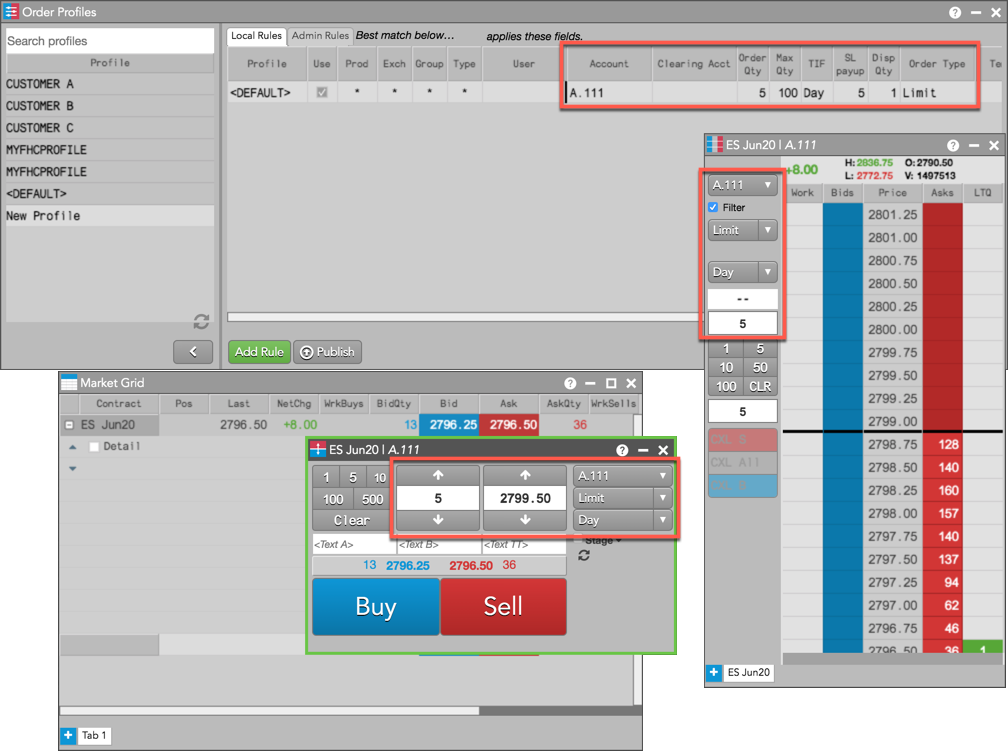 Order Profiles
Search profiles
Profile
CUSTOMER A
CUSTOMER B
CUSTOMER C
MYFHCPROFILE
MYFHCPROFILE
<DEFAULT>
New Profile
Local Rules Admin Rules Best match below... applies these fields.
Profile Use Prod Exch Group Type User Account Clearing Acct Order Qty Max Qty TIF SL payup Disp Qty Order Type Te
<DEFAULT> * * * * A.111 5 100 Day 5 1 Limit
< Add Rule Publish
ES Jun20 | A.111
+8.00 H: 2836.75 O: 2790.50
L: 2772.75 V: 1497513
Work Bids Price Asks LTQ
A.111
Filter
Limit
Day
--
5
1 5
10 50
100 CLR
5
CXL S
CXL All
2801.25
2801.00
2800.75
2800.50
2800.25
2800.00
2799.75
2799.50
2799.25
2799.00
2798.75 128
2798.50 140
2798.25 160
2798.00 157
2797.75 140
2797.50 137
2797.25 94
2797.00 62
2796.75 46
2796.50 36 1
+ ES Jun20
Market Grid
Contract Pos Last NetChg WrkBuys BidQty Bid Ask AskQty WrkSells
ES Jun20 2796.50 +8.00 13 2796.25 2796.50 36
Detail
ES Jun20 | A.111
1 5 10
100 500
Clear
5 2799.50
A.111
Limit
Day
<Text A> <Text B> <Text TT> Stage
13 2796.25 2796.50 36
Buy Sell
+ Tab 1